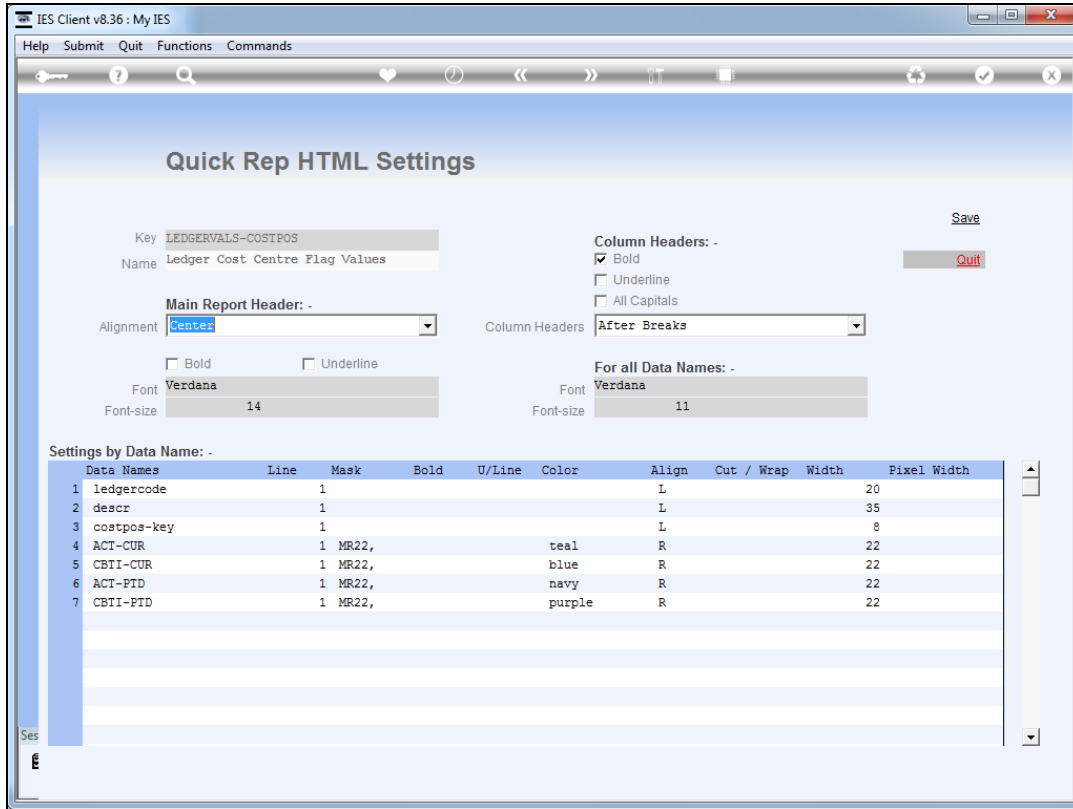 IES Client v8.36 : My IES
Help Submit Quit Functions Commands
Quick Rep HTML Settings
Save
Key LEDGERVALS-COSTPOS
Column Headers: -
Name Ledger Cost Centre Flag Values
Bold
Quit
Underline
Main Report Header: -
All Capitals
Alignment Center
Column Headers After Breaks
Bold Underline
For all Data Names: -
Font Verdana
Font Verdana
Font-size 14
Font-size 11
Settings by Data Name: -
Data Names Line Mask Bold U/Line Color Align Cut / Wrap Width Pixel Width
1 ledgercode 1 L 20
2 descr 1 L 35
3 costpos-key 1 L 8
4 ACT-CUR 1 MR22, teal R 22
5 CBTI-CUR 1 MR22, blue R 22
6 ACT-PTD 1 MR22, navy R 22
7 CBTI-PTD 1 MR22, purple R 22
Ses